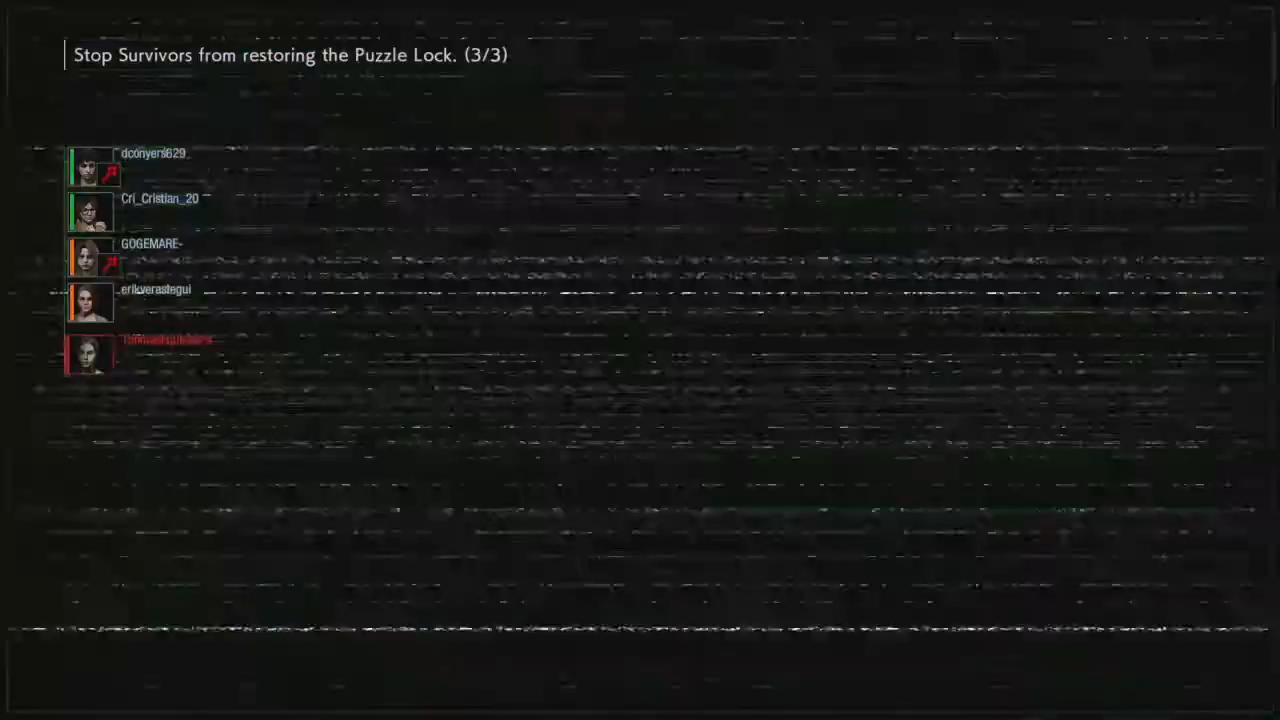 Stop Survivors from restoring the Puzzle Lock. (3/3)
dconyers629
Cri_Cristian_20
GOGEMARE-
erikverastegui